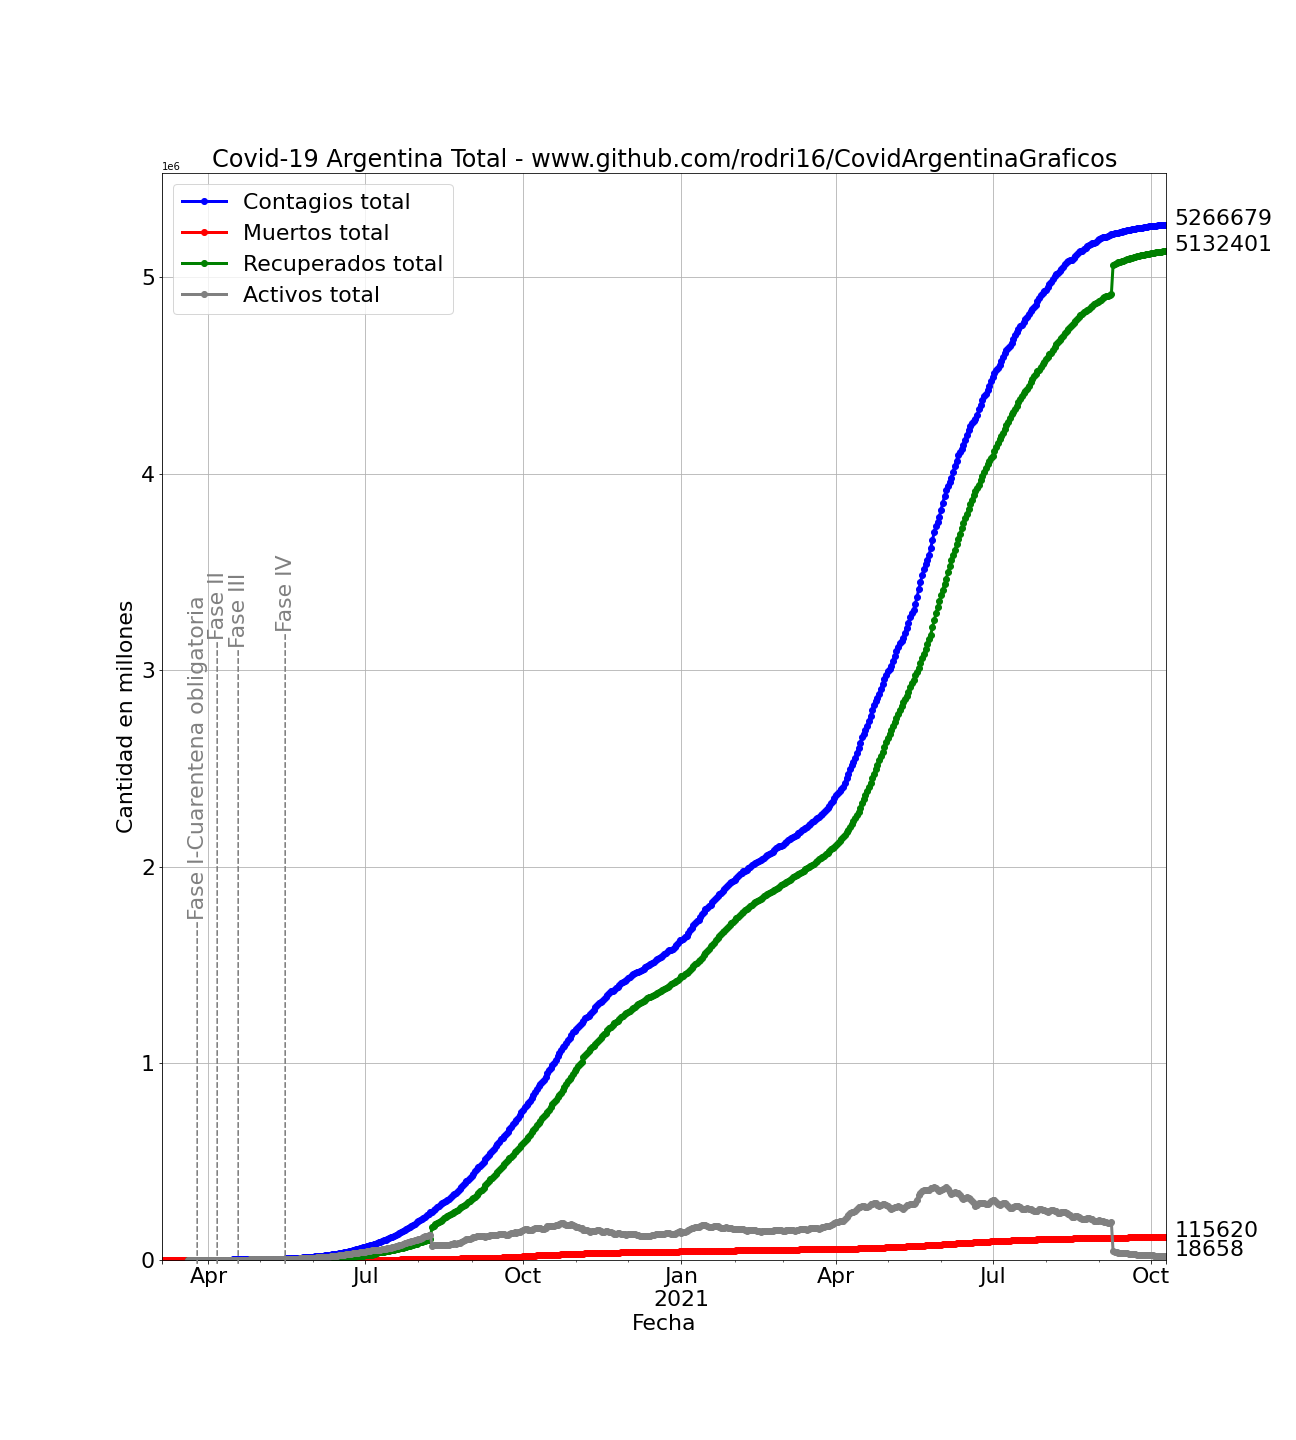 Covid-19 Argentina Total - www.github.com/rodri16/CovidArgentinaGraficos
1e6
Contagios total
Muertos total
Recuperados total
Activos total
5266679
5132401
115620
18658
Fase I-Cuarentena obligatoria
Fase II
Fase III
Fase IV
Cantidad en millones
5
4
3
2
1
0
Apr
Jul
Oct
Jan
2021
Apr
Jul
Oct
Fecha